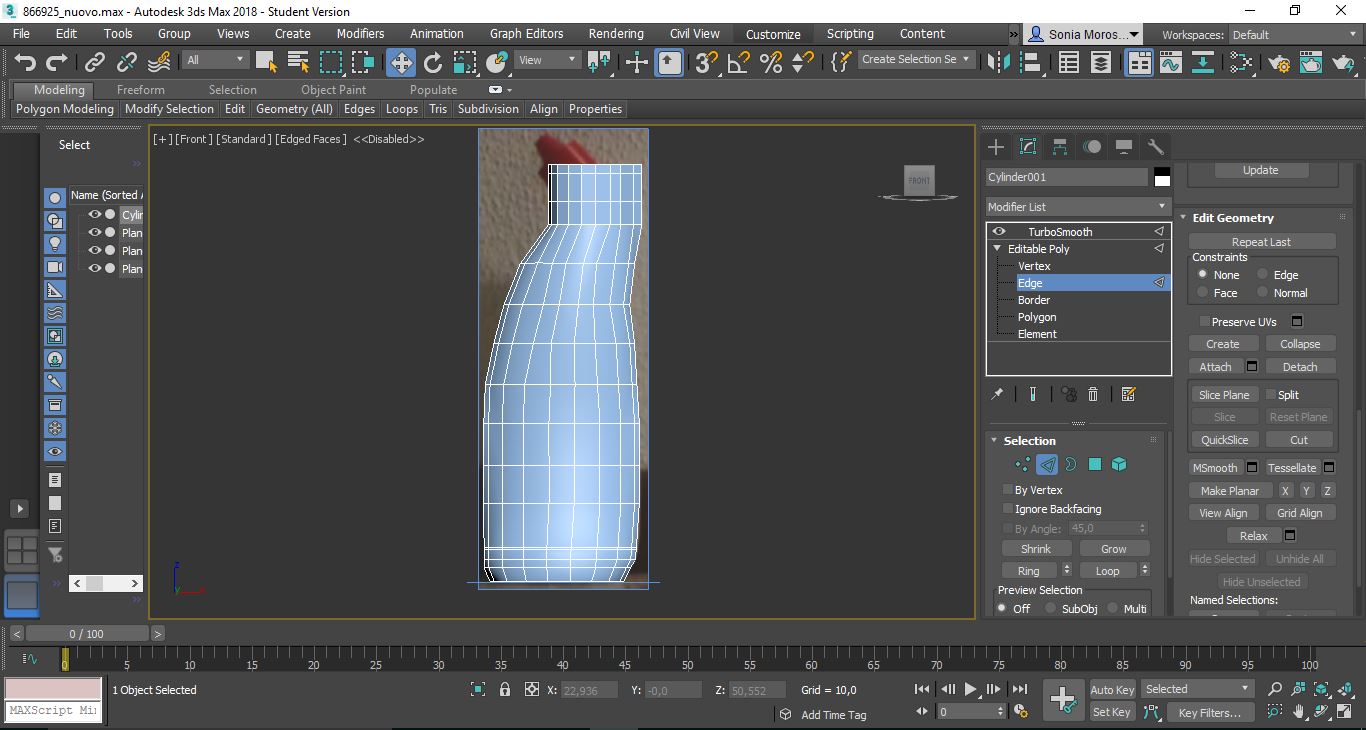 866925_nuovo.max - Autodesk 3ds Max 2018 - Student Version
File Edit Tools Group Views Create Modifiers Animation Graph Editors Rendering Civil View Customize Scripting Content » Sonia Moros... Workspaces: Default
All View Create Selection Se
Modeling Freeform Selection Object Paint Populate
Polygon Modeling Modify Selection Edit Geometry (All) Edges Loops Tris Subdivision Align Properties
Select
»
Name (Sorted A
Cylin
Plan
Plan
Plan
»
< >
»
[+] [Front ] [Standard ] [Edged Faces ] <<Disabled>>
FRONT
z
y
x
Cylinder001
Modifier List
TurboSmooth
Editable Poly
Vertex
Edge
Border
Polygon
Element
Selection
By Vertex
Ignore Backfacing
By Angle: 45,0
Shrink Grow
Ring Loop
Preview Selection
Off SubObj Multi
Update
Edit Geometry
Repeat Last
Constraints
None Edge
Face Normal
Preserve UVs
Create Collapse
Attach Detach
Slice Plane Split
Slice Reset Plane
QuickSlice Cut
MSmooth Tessellate
Make Planar X Y Z
View Align Grid Align
Relax
Hide Selected Unhide All
Hide Unselected
Named Selections:
< 0 / 100 >
0 5 10 15 20 25 30 35 40 45 50 55 60 65 70 75 80 85 90 95 100
1 Object Selected X: 22,936 Y: -0,0 Z: 50,552 Grid = 10,0 Auto Key Selected
MAXScript Min Add Time Tag 0 Set Key Key Filters...